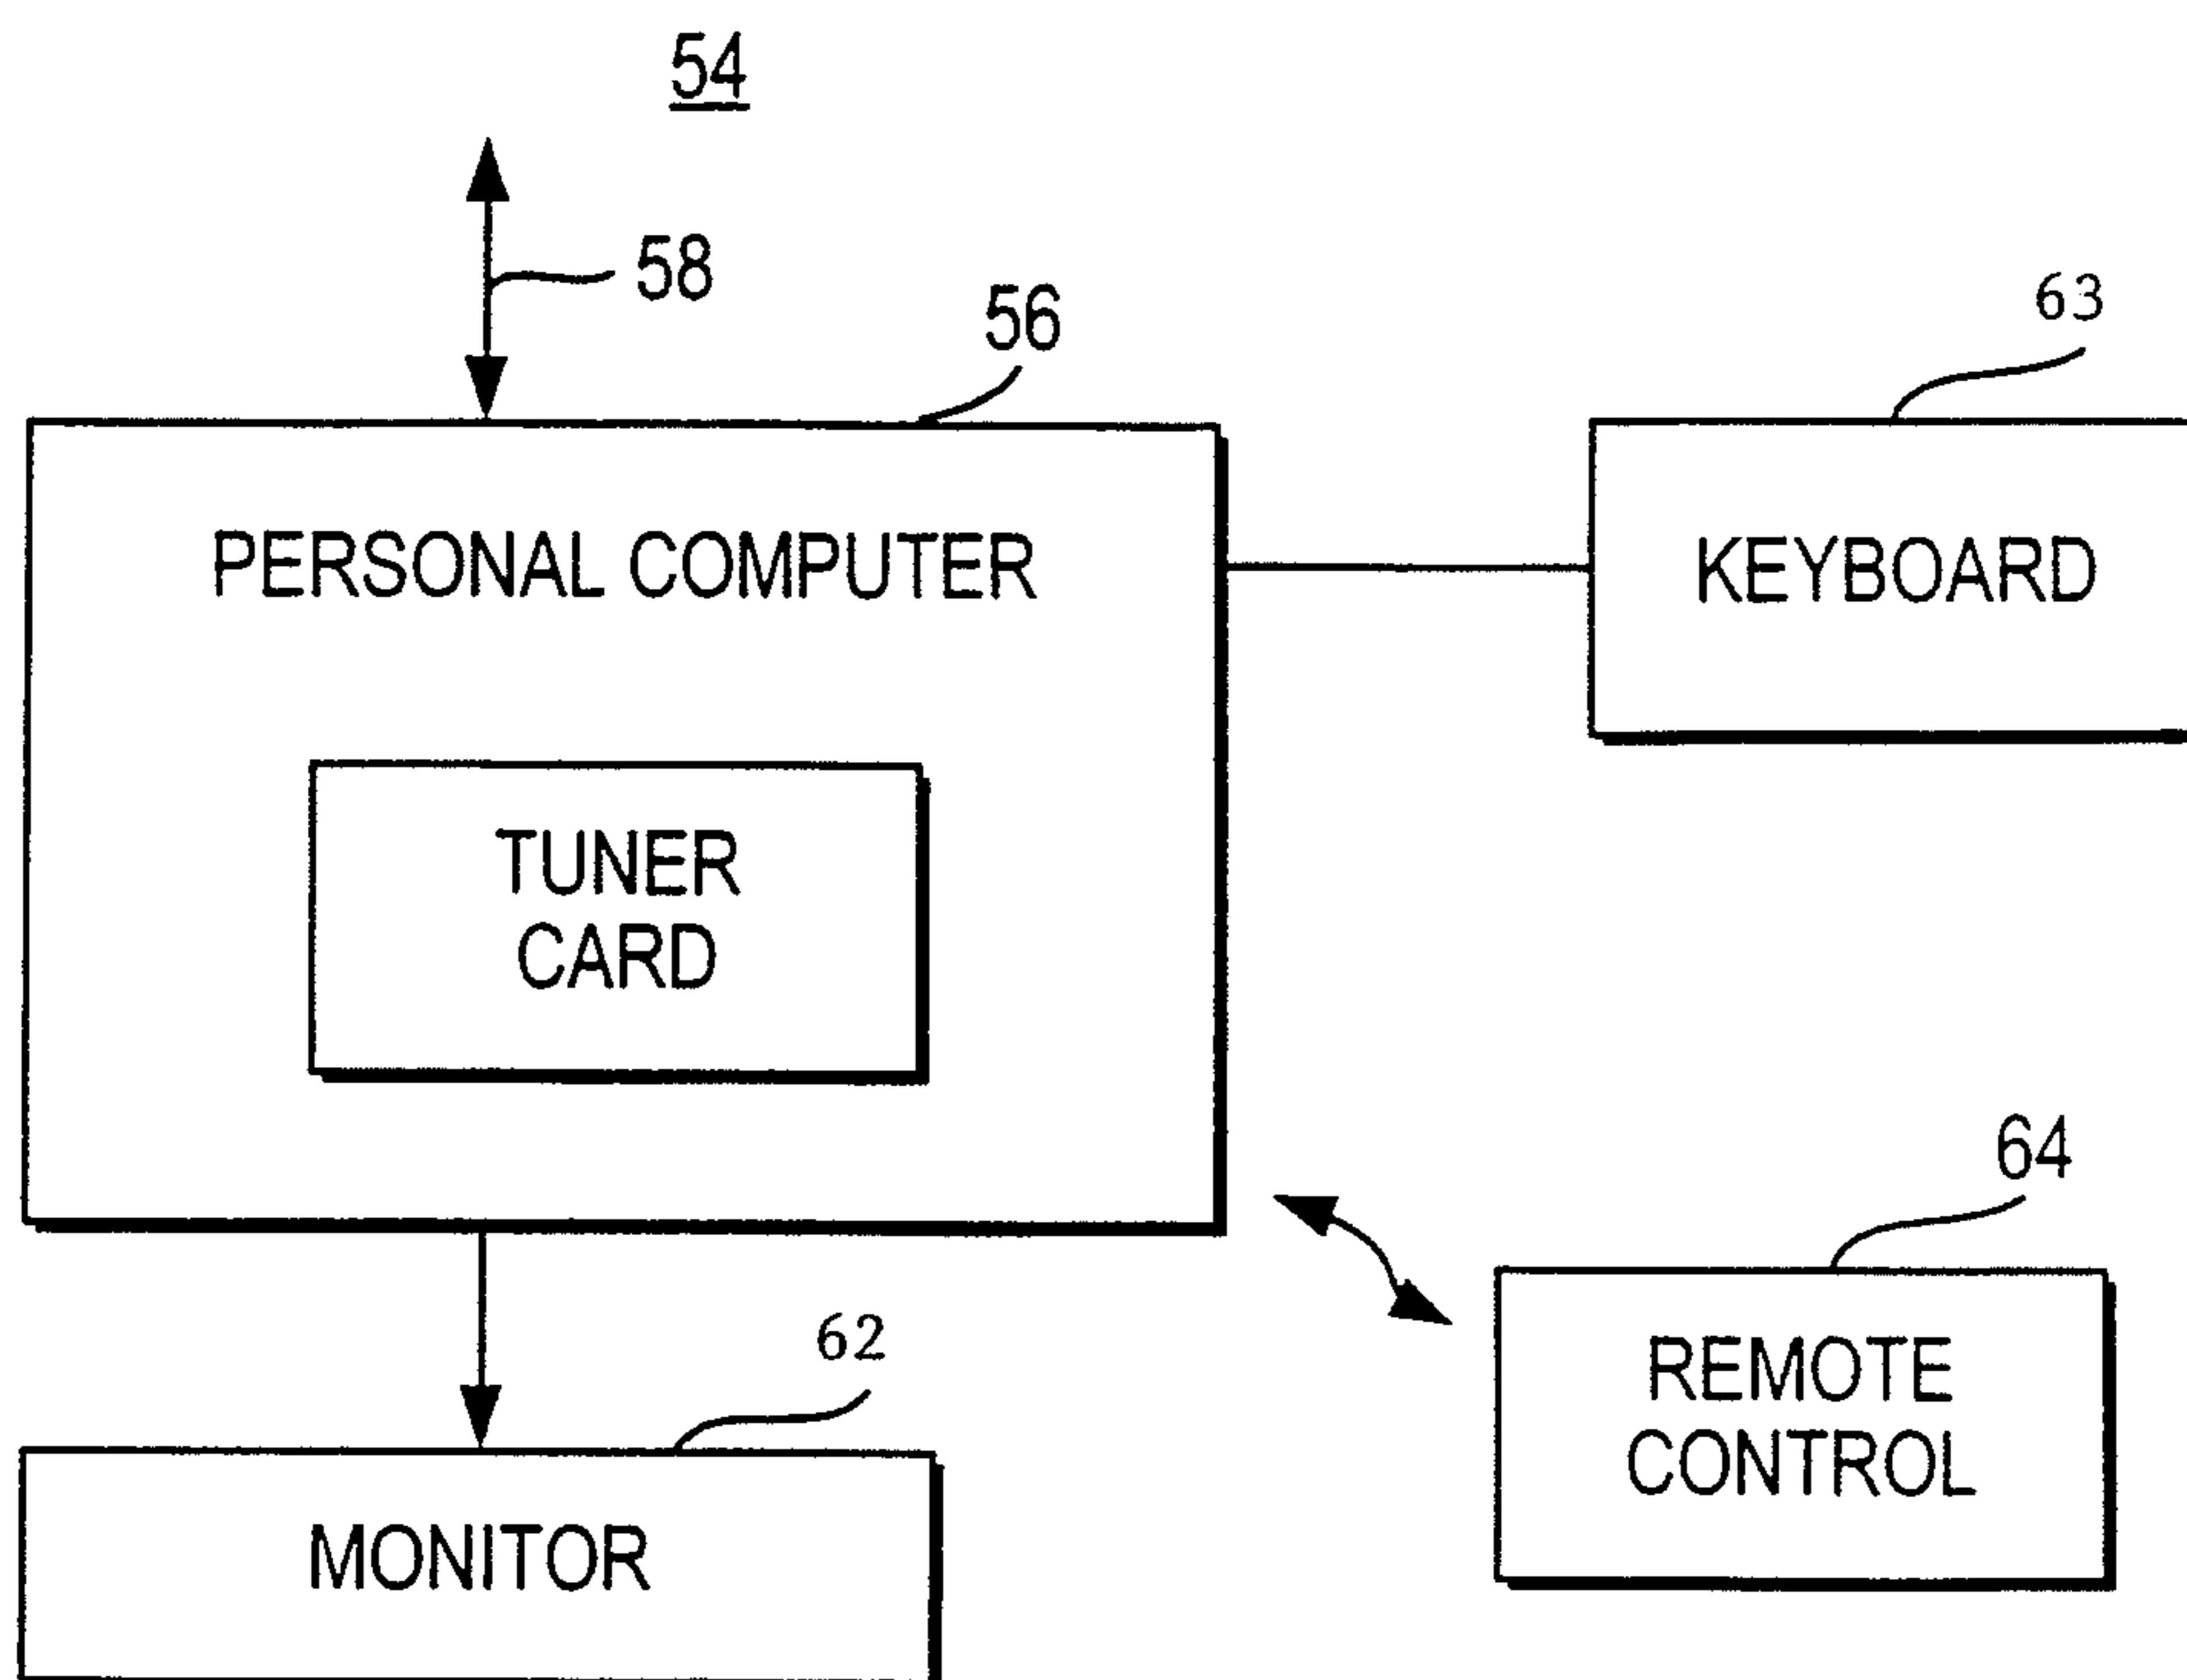 54
58
56
63
PERSONAL COMPUTER
KEYBOARD
TUNER
CARD
64
62
REMOTE
CONTROL
MONITOR